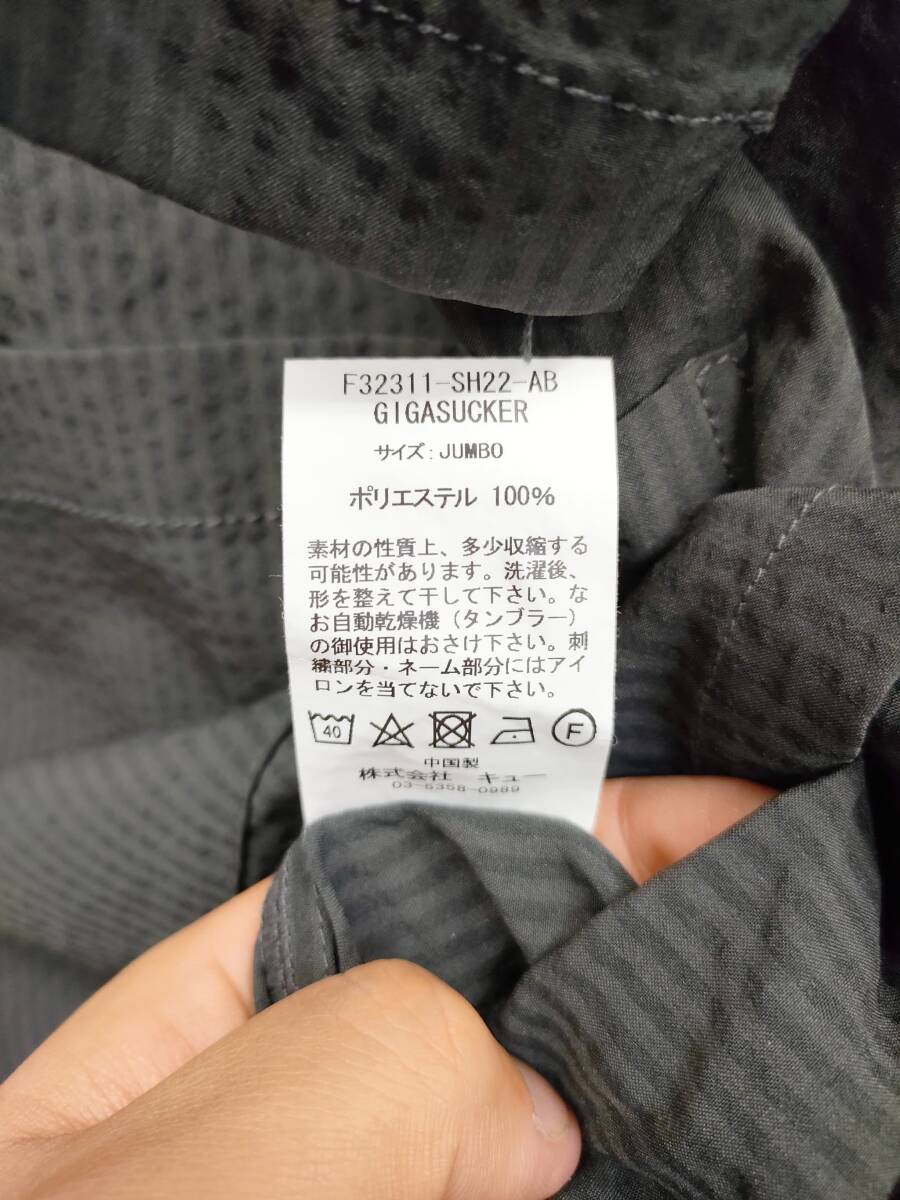 F32311-SH22-AB
GIGASUCKER
サイズ：JUMBO
ポリエステル 100%
素材の性質上、多少収縮する
可能性があります。洗濯後、
形を整えて干して下さい。な
お自動乾燥機（タンブラー）
の御使用はおさけ下さい。刺
繍部分・ネーム部分にはアイ
ロンを当てないで下さい。
40
F
中国製
株式会社 キュー
03-5358-0989